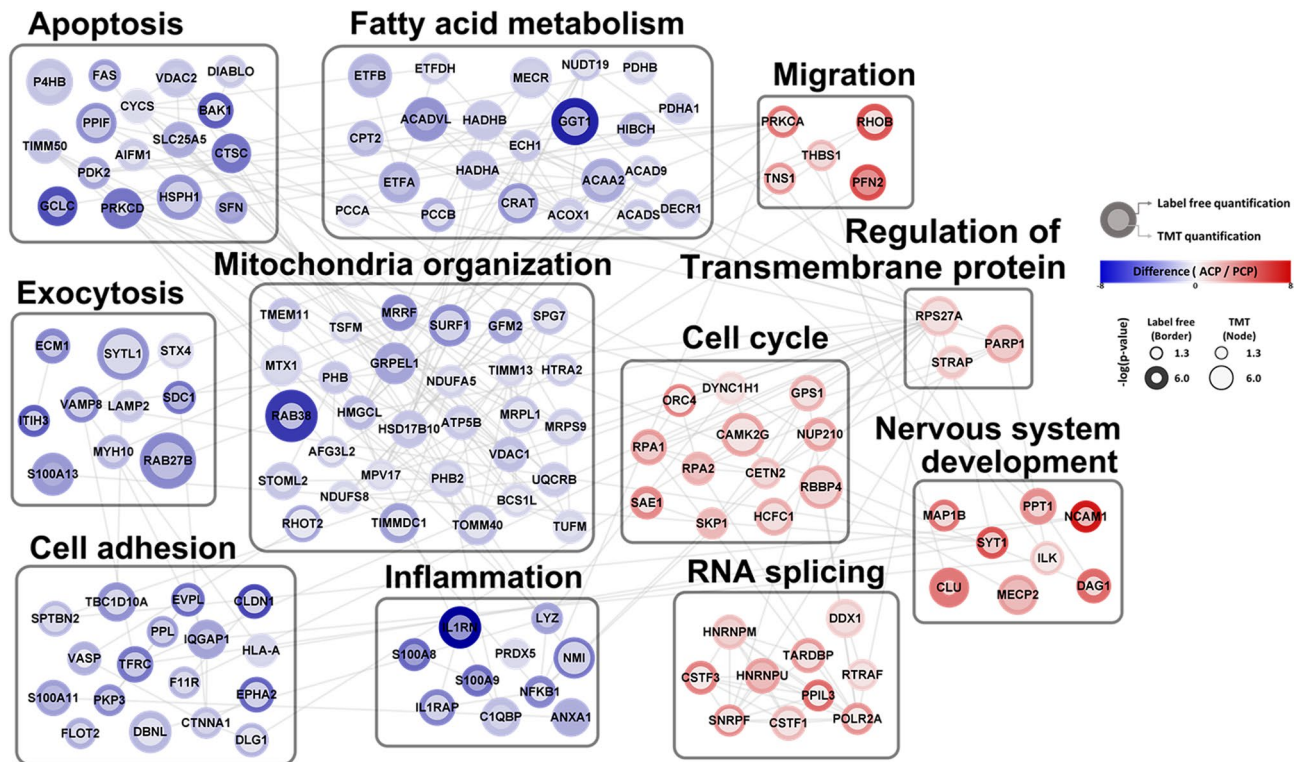 Apoptosis
P4HB
FAS
VDAC2
DIABLO
CYCS
BAK1
PPIF
SLC25A5
TIMM50
AIFM1
CTSC
PDK2
GCLC
PRKCD
HSPH1
SFN
Fatty acid metabolism
ETFB
ETFDH
MECR
NUDT19
PDHB
PDHA1
ACADVL
HADHB
GGT1
HIBCH
CPT2
ECH1
ETFA
HADHA
ACAA2
ACAD9
PCCA
PCCB
CRAT
ACOX1
ACADS
DECR1
Migration
PRKCA
RHOB
THBS1
TNS1
PFN2
Label free quantification
TMT quantification
Difference ( ACP / PCP)
-8
0
8
-log(p-value)
Label free
(Border)
TMT
(Node)
1.3
1.3
6.0
6.0
Regulation of
Transmembrane protein
RPS27A
PARP1
STRAP
Exocytosis
ECM1
SYTL1
STX4
VAMP8
LAMP2
SDC1
ITIH3
MYH10
RAB27B
S100A13
Mitochondria organization
TMEM11
TSFM
MRRF
SURF1
GFM2
SPG7
MTX1
GRPEL1
PHB
NDUFA5
TIMM13
HTRA2
RAB38
HMGCL
HSD17B10
ATP5B
MRPL1
MRPS9
AFG3L2
VDAC1
STOML2
MPV17
PHB2
UQCRB
NDUFS8
BCS1L
RHOT2
TIMMDC1
TOMM40
TUFM
Cell cycle
DYNC1H1
ORC4
GPS1
CAMK2G
RPA1
NUP210
RPA2
CETN2
RBBP4
SAE1
SKP1
HCFC1
Nervous system
development
MAP1B
PPT1
NCAM1
SYT1
ILK
CLU
MECP2
DAG1
Cell adhesion
SPTBN2
TBC1D10A
EVPL
CLDN1
PPL
IQGAP1
VASP
TFRC
HLA-A
F11R
S100A11
PKP3
EPHA2
FLOT2
DBNL
CTNNA1
DLG1
Inflammation
IL1RN
LYZ
S100A8
PRDX5
NMI
S100A9
NFKB1
IL1RAP
C1QBP
ANXA1
RNA splicing
HNRNPM
DDX1
TARDBP
CSTF3
HNRNPU
RTRAF
PPIL3
SNRPF
CSTF1
POLR2A